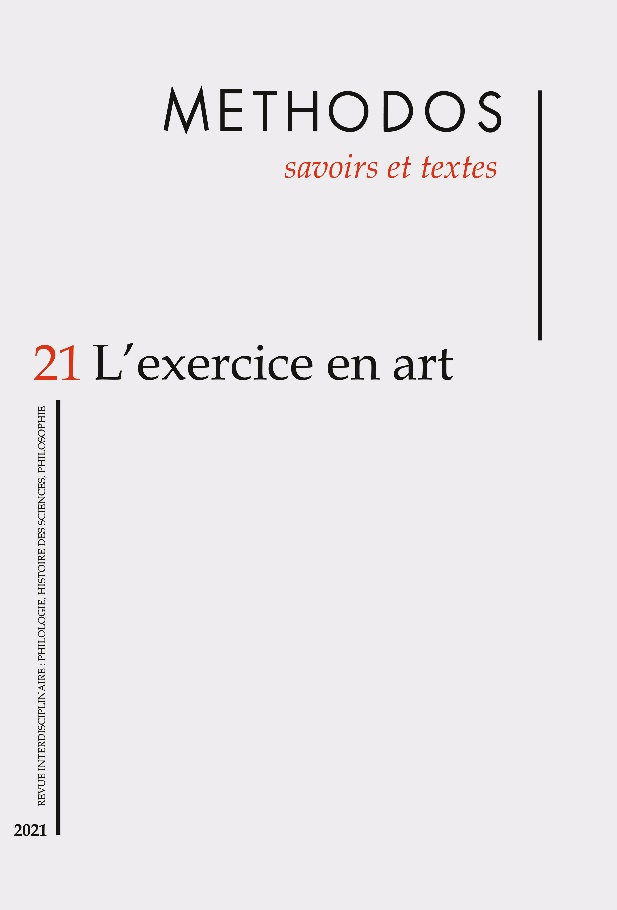 METHODOS
savoirs et textes
21 L’exercice en art
REVUE INTERDISCIPLINAIRE : PHILOLOGIE, HISTOIRE DES SCIENCES, PHILOSOPHIE
2021